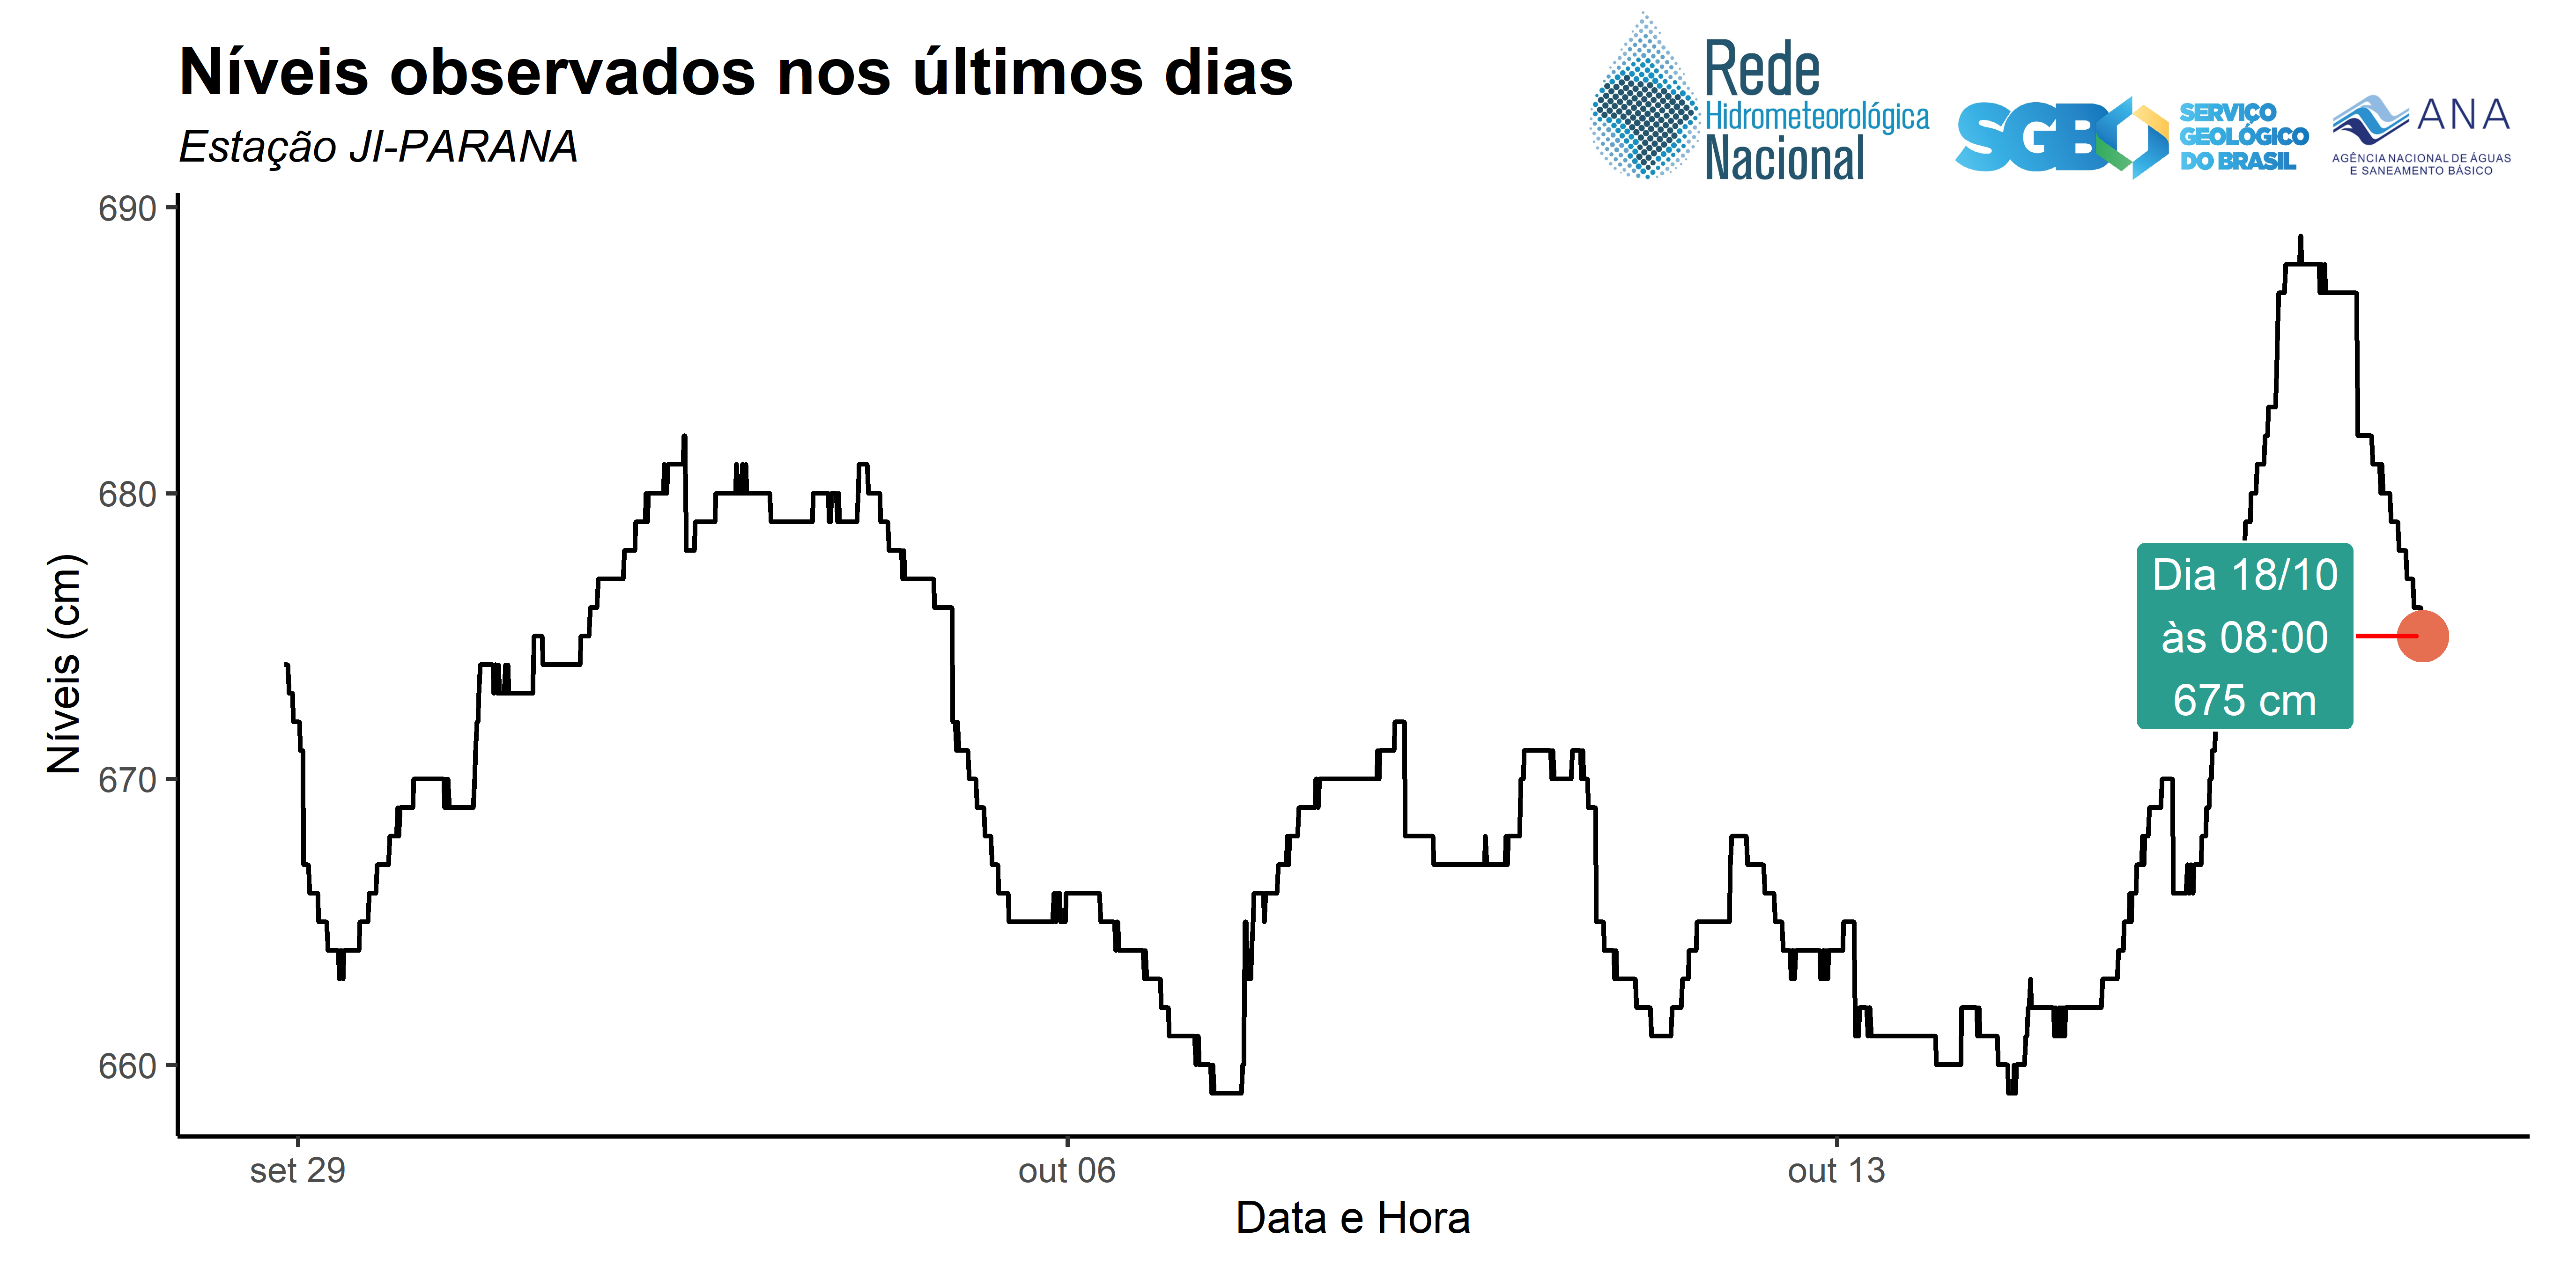 Níveis observados nos últimos dias
Estação JI-PARANA
Rede
Hidrometeorológica
Nacional
SGB
SERVIÇO
GEOLÓGICO
DO BRASIL
ANA
AGÊNCIA NACIONAL DE ÁGUAS
E SANEAMENTO BÁSICO
690
680
670
660
Níveis (cm)
Dia 18/10
às 08:00
675 cm
set 29
out 06
out 13
Data e Hora